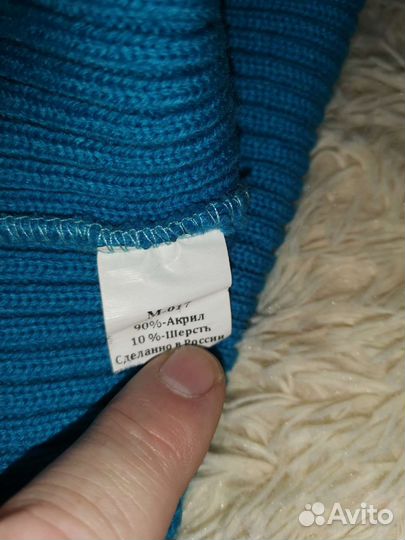 М-017
90%-Акрил
10 %-Шерсть
Сделанно в России
Avito